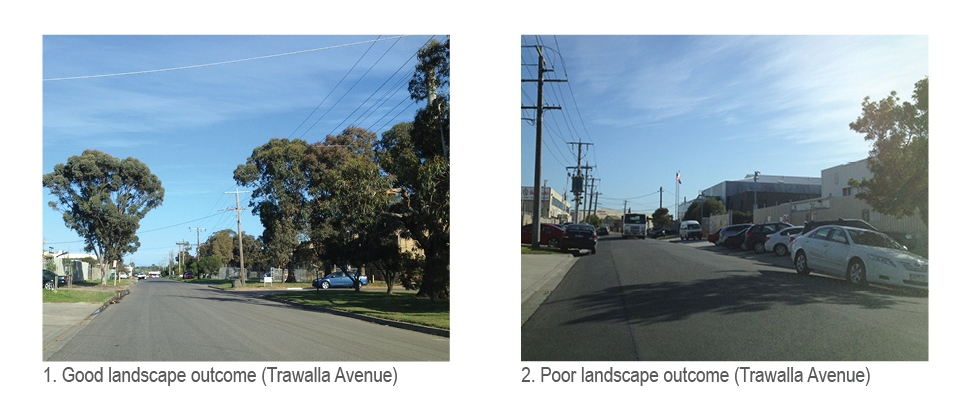 1. Good landscape outcome (Trawalla Avenue)
2. Poor landscape outcome (Trawalla Avenue)